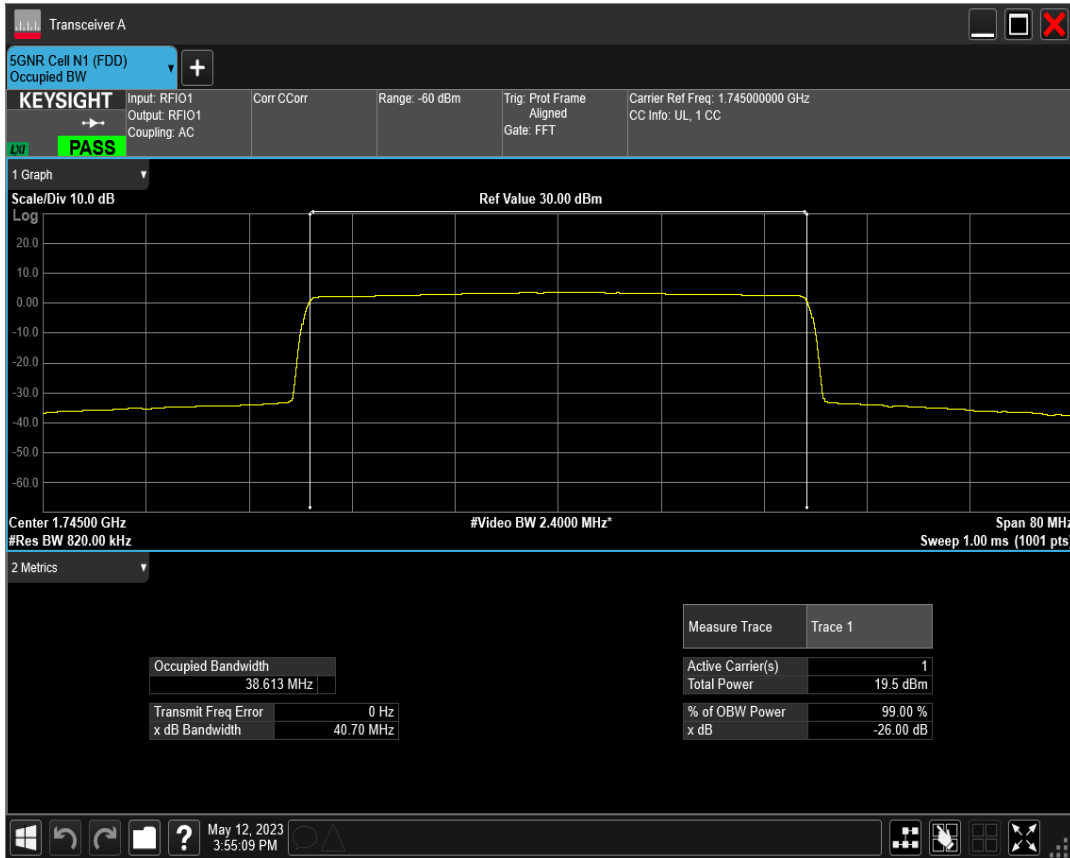 Transceiver A
5GNR Cell N1 (FDD)
Occupied BW
+
KEYSIGHT
LXI
PASS
Input: RFIO1
Output: RFIO1
Coupling: AC
Corr CCorr
Range: -60 dBm
Trig: Prot Frame
Aligned
Gate: FFT
Carrier Ref Freq: 1.745000000 GHz
CC Info: UL, 1 CC
1 Graph
Scale/Div 10.0 dB
Ref Value 30.00 dBm
Log
20.0
10.0
0.00
-10.0
-20.0
-30.0
-40.0
-50.0
-60.0
Center 1.74500 GHz
#Video BW 2.4000 MHz*
Span 80 MHz
#Res BW 820.00 kHz
Sweep 1.00 ms (1001 pts)
2 Metrics
Measure Trace Trace 1
Occupied Bandwidth
38.613 MHz
Active Carrier(s) 1
Total Power 19.5 dBm
Transmit Freq Error 0 Hz
x dB Bandwidth 40.70 MHz
% of OBW Power 99.00 %
x dB -26.00 dB
?
May 12, 2023
3:55:09 PM